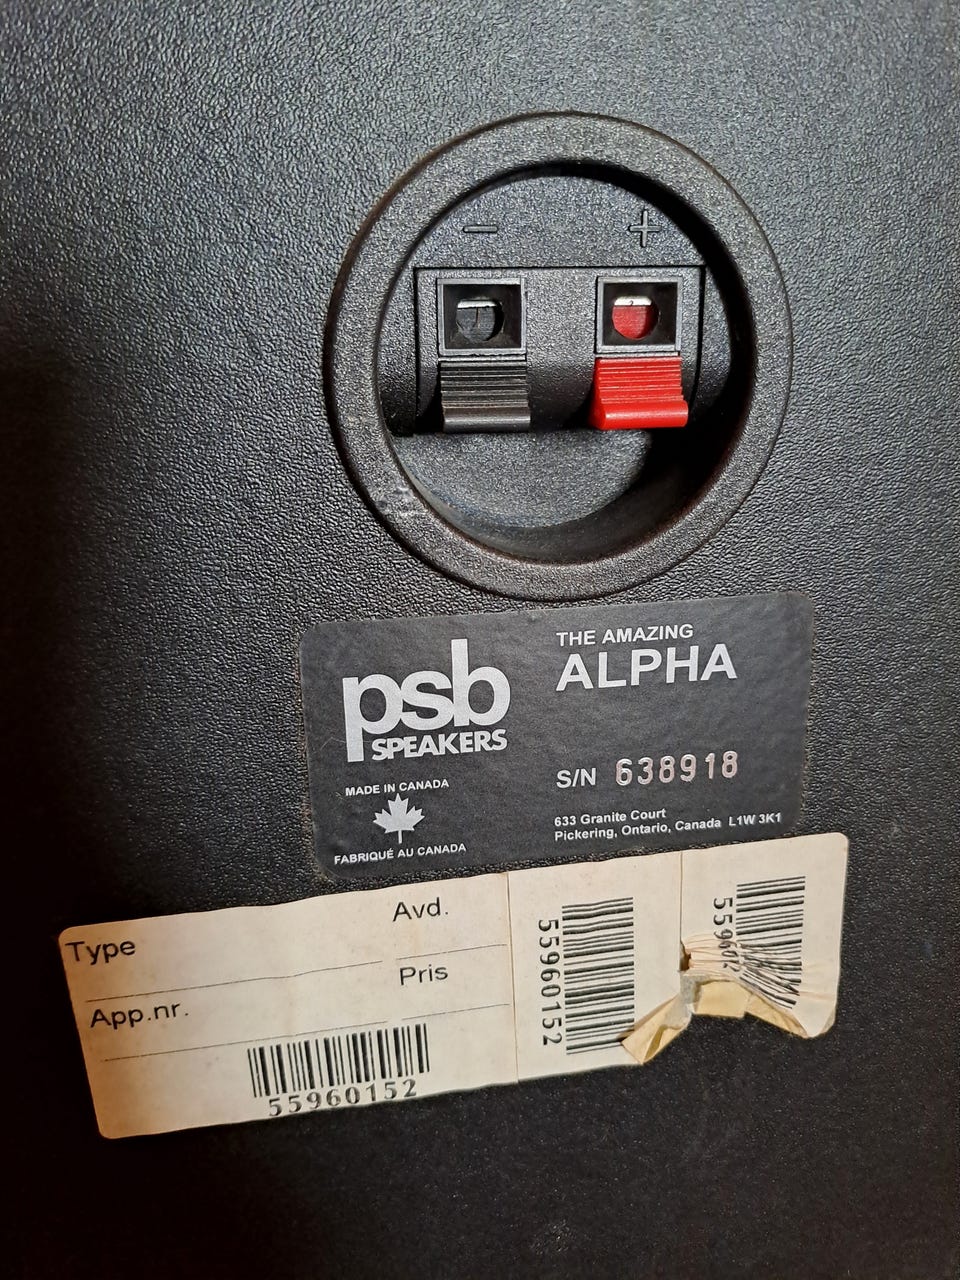 − +
psb
SPEAKERS
THE AMAZING
ALPHA
S/N 638918
MADE IN CANADA
FABRIQUÉ AU CANADA
633 Granite Court
Pickering, Ontario, Canada L1W 3K1
Type
Avd.
App.nr.
Pris
55960152
55960152
55960152